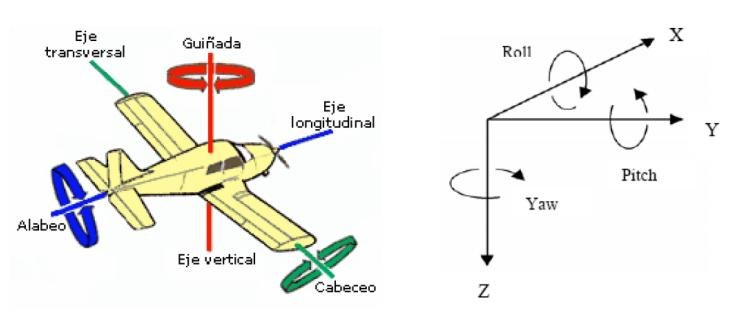 Eje
transversal
Guiñada
Eje
longitudinal
Alabeo
Eje vertical
Cabeceo
Roll
X
Y
Pitch
Yaw
Z